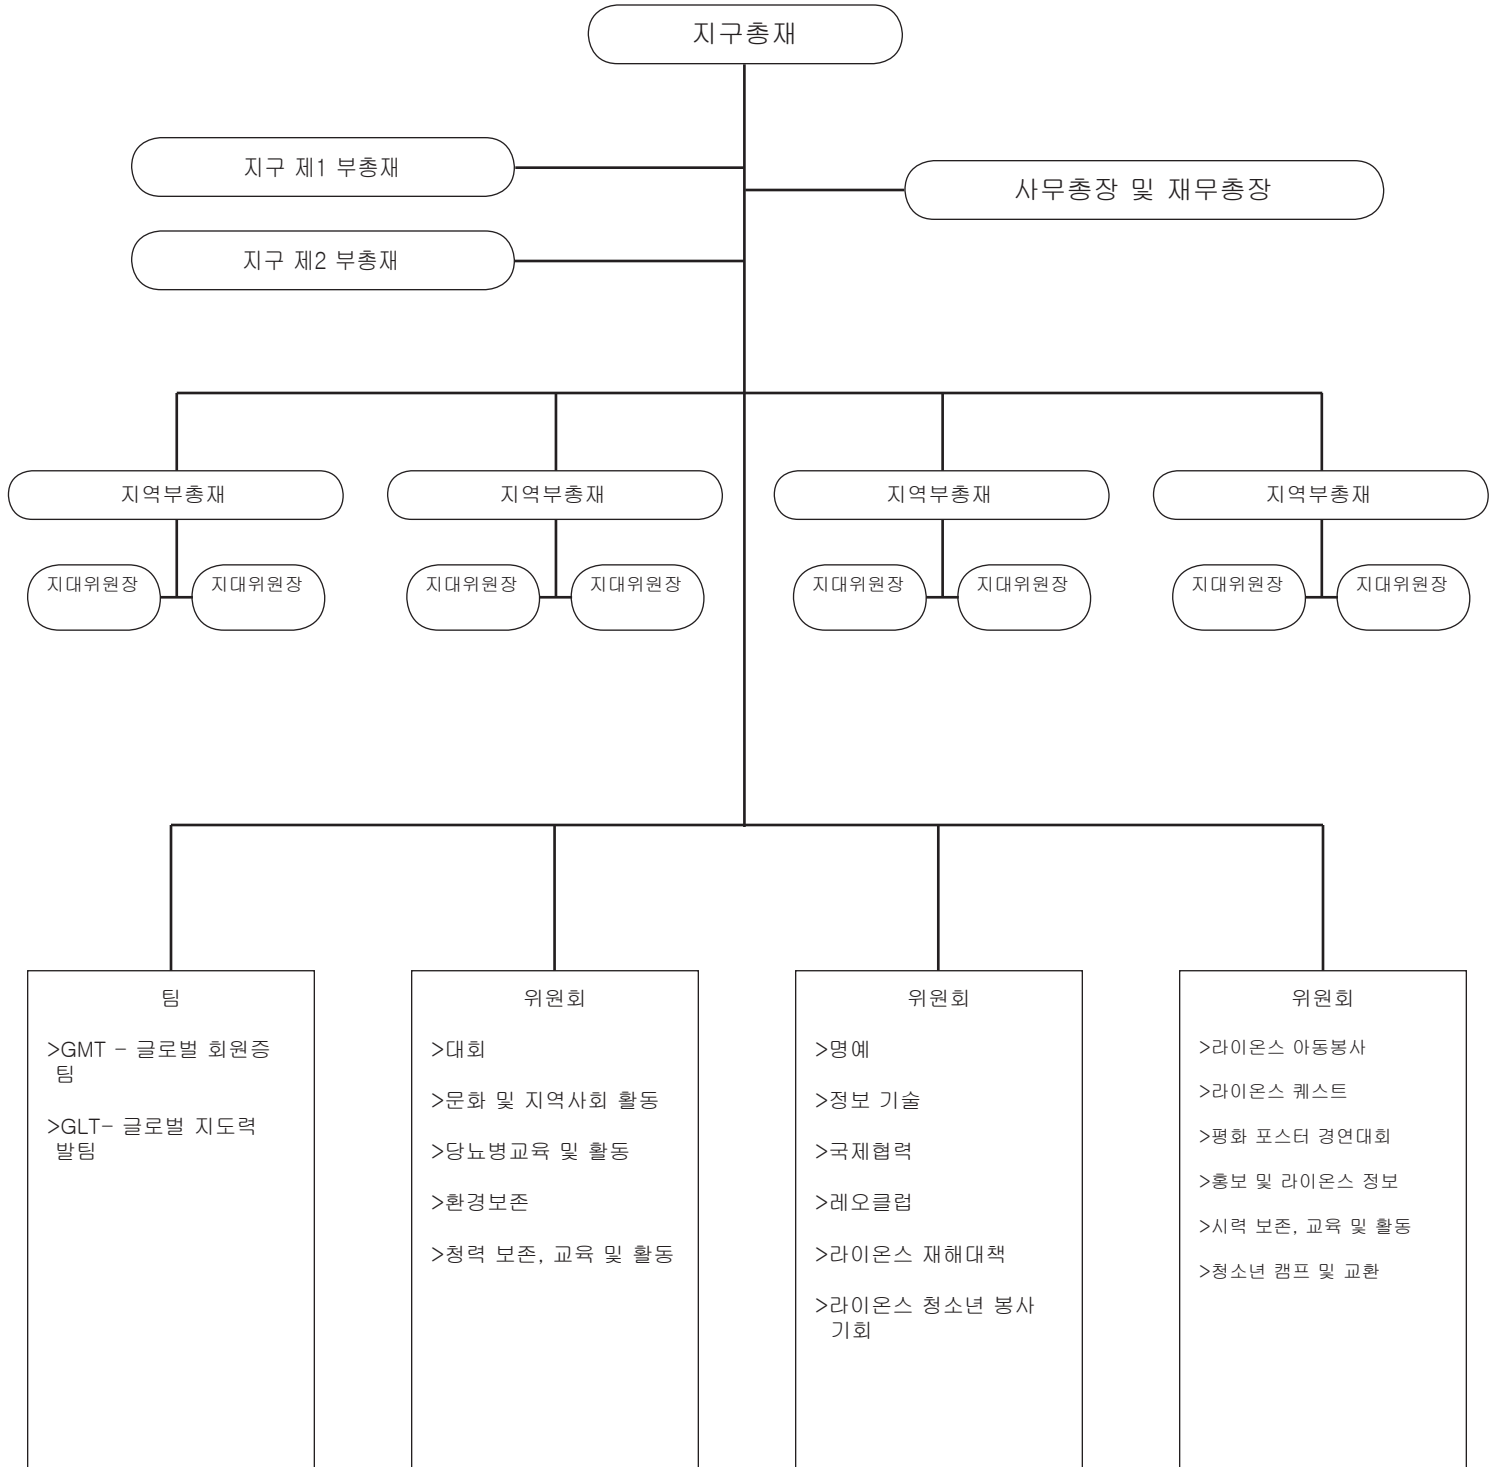 지구총재
지구 제1 부총재
사무총장 및 재무총장
지구 제2 부총재
지역부총재
지역부총재
지역부총재
지역부총재
지대위원장
지대위원장
지대위원장
지대위원장
지대위원장
지대위원장
지대위원장
지대위원장
팀
>GMT - 글로벌 회원증
팀
>GLT- 글로벌 지도력
발팀
위원회
>대회
>문화 및 지역사회 활동
>당뇨병교육 및 활동
>환경보존
>청력 보존, 교육 및 활동
위원회
>명예
>정보 기술
>국제협력
>레오클럽
>라이온스 재해대책
>라이온스 청소년 봉사
기회
위원회
>라이온스 아동봉사
>라이온스 퀘스트
>평화 포스터 경연대회
>홍보 및 라이온스 정보
>시력 보존, 교육 및 활동
>청소년 캠프 및 교환